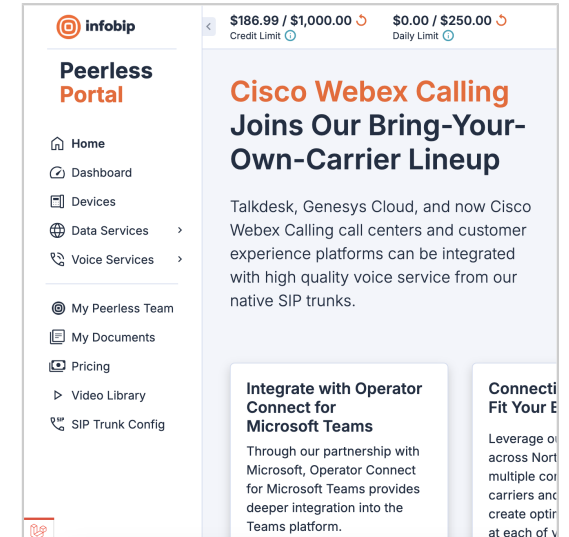 infobip
Peerless
Portal
Home
Dashboard
Devices
Data Services
Voice Services
My Peerless Team
My Documents
Pricing
Video Library
SIP Trunk Config
$186.99 / $1,000.00
Credit Limit
$0.00 / $250.00
Daily Limit
Cisco Webex Calling
Joins Our Bring-Your-
Own-Carrier Lineup
Talkdesk, Genesys Cloud, and now Cisco
Webex Calling call centers and customer
experience platforms can be integrated
with high quality voice service from our
native SIP trunks.
Integrate with Operator
Connect for
Microsoft Teams
Through our partnership with
Microsoft, Operator Connect
for Microsoft Teams provides
deeper integration into the
Teams platform.
Connecti
Fit Your
Leverage
across Nort
multiple
carriers
create
at each of